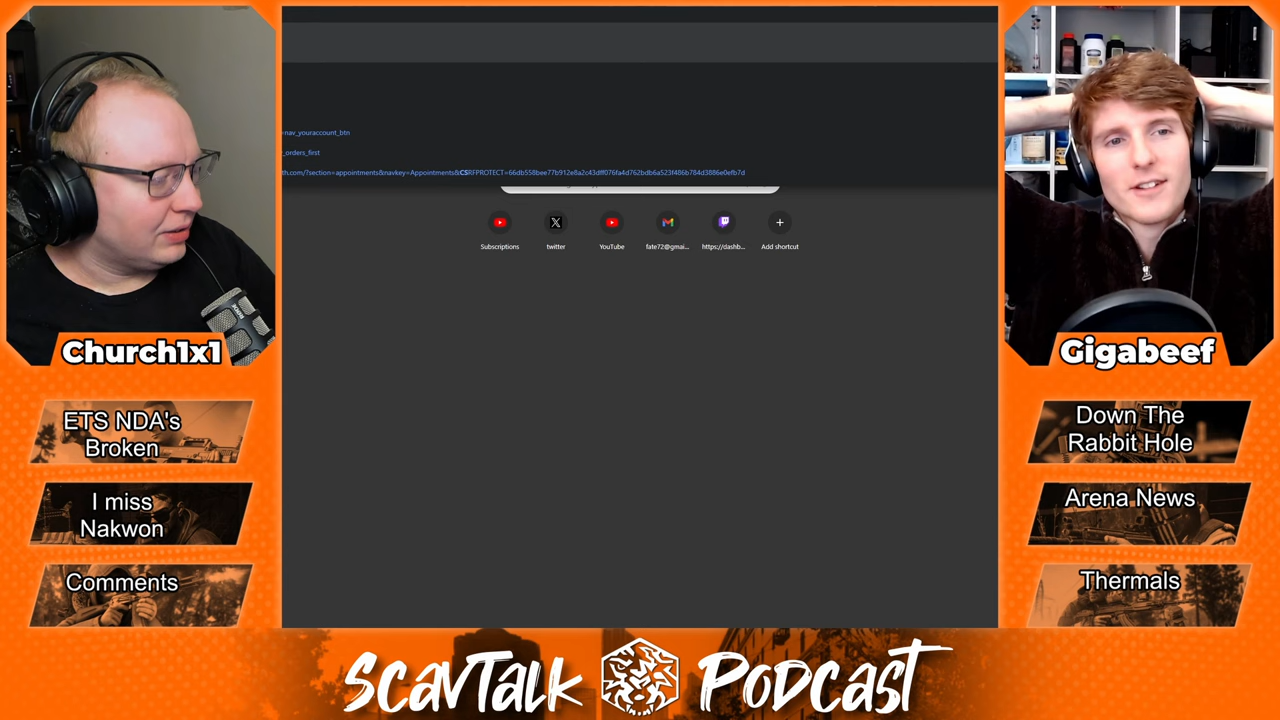 =nav_youraccount_btn
_orders_first
th.com/?section=appointments&navkey=Appointments&iCSRFPROTECT=66db558bee77b912e8a2c43dff076fa4d762bdb6a523f486b784d3886e0efb7d
Subscriptions
twitter
YouTube
fate72@gmai...
https://dashb...
Add shortcut
Church1x1
Gigabeef
ETS NDA's
Broken
I miss
Nakwon
Comments
Down The
Rabbit Hole
Arena News
Thermals
ScavTalk Podcast